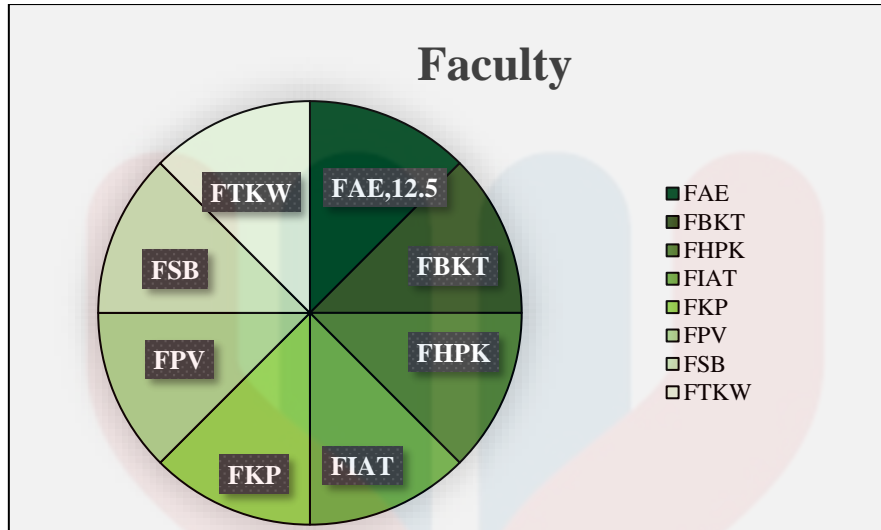 Faculty
FTKW
FAE,12.5
FSB
FBKT
FPV
FHPK
FKP
FIAT
FAE
FBKT
FHPK
FIAT
FKP
FPV
FSB
FTKW